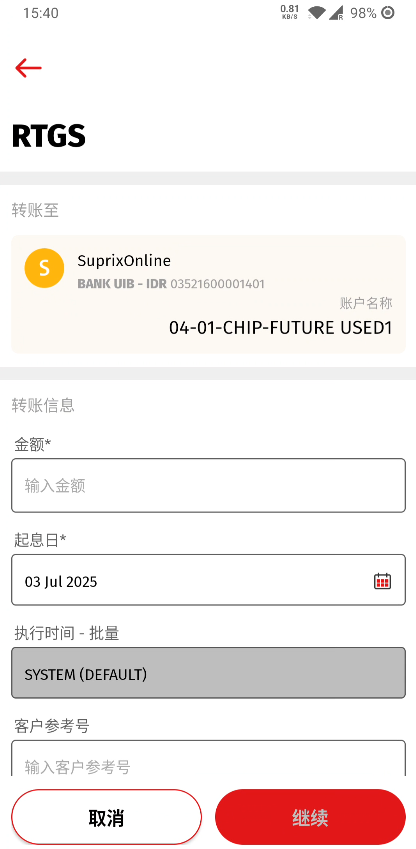 15:40
0.81
KB/S
R
98%
RTGS
转账至
S
SuprixOnline
BANK UIB - IDR 03521600001401
账户名称
04-01-CHIP-FUTURE USED1
转账信息
金额*
输入金额
起息日*
03 Jul 2025
执行时间 - 批量
SYSTEM (DEFAULT)
客户参考号
输入客户参考号
取消
继续